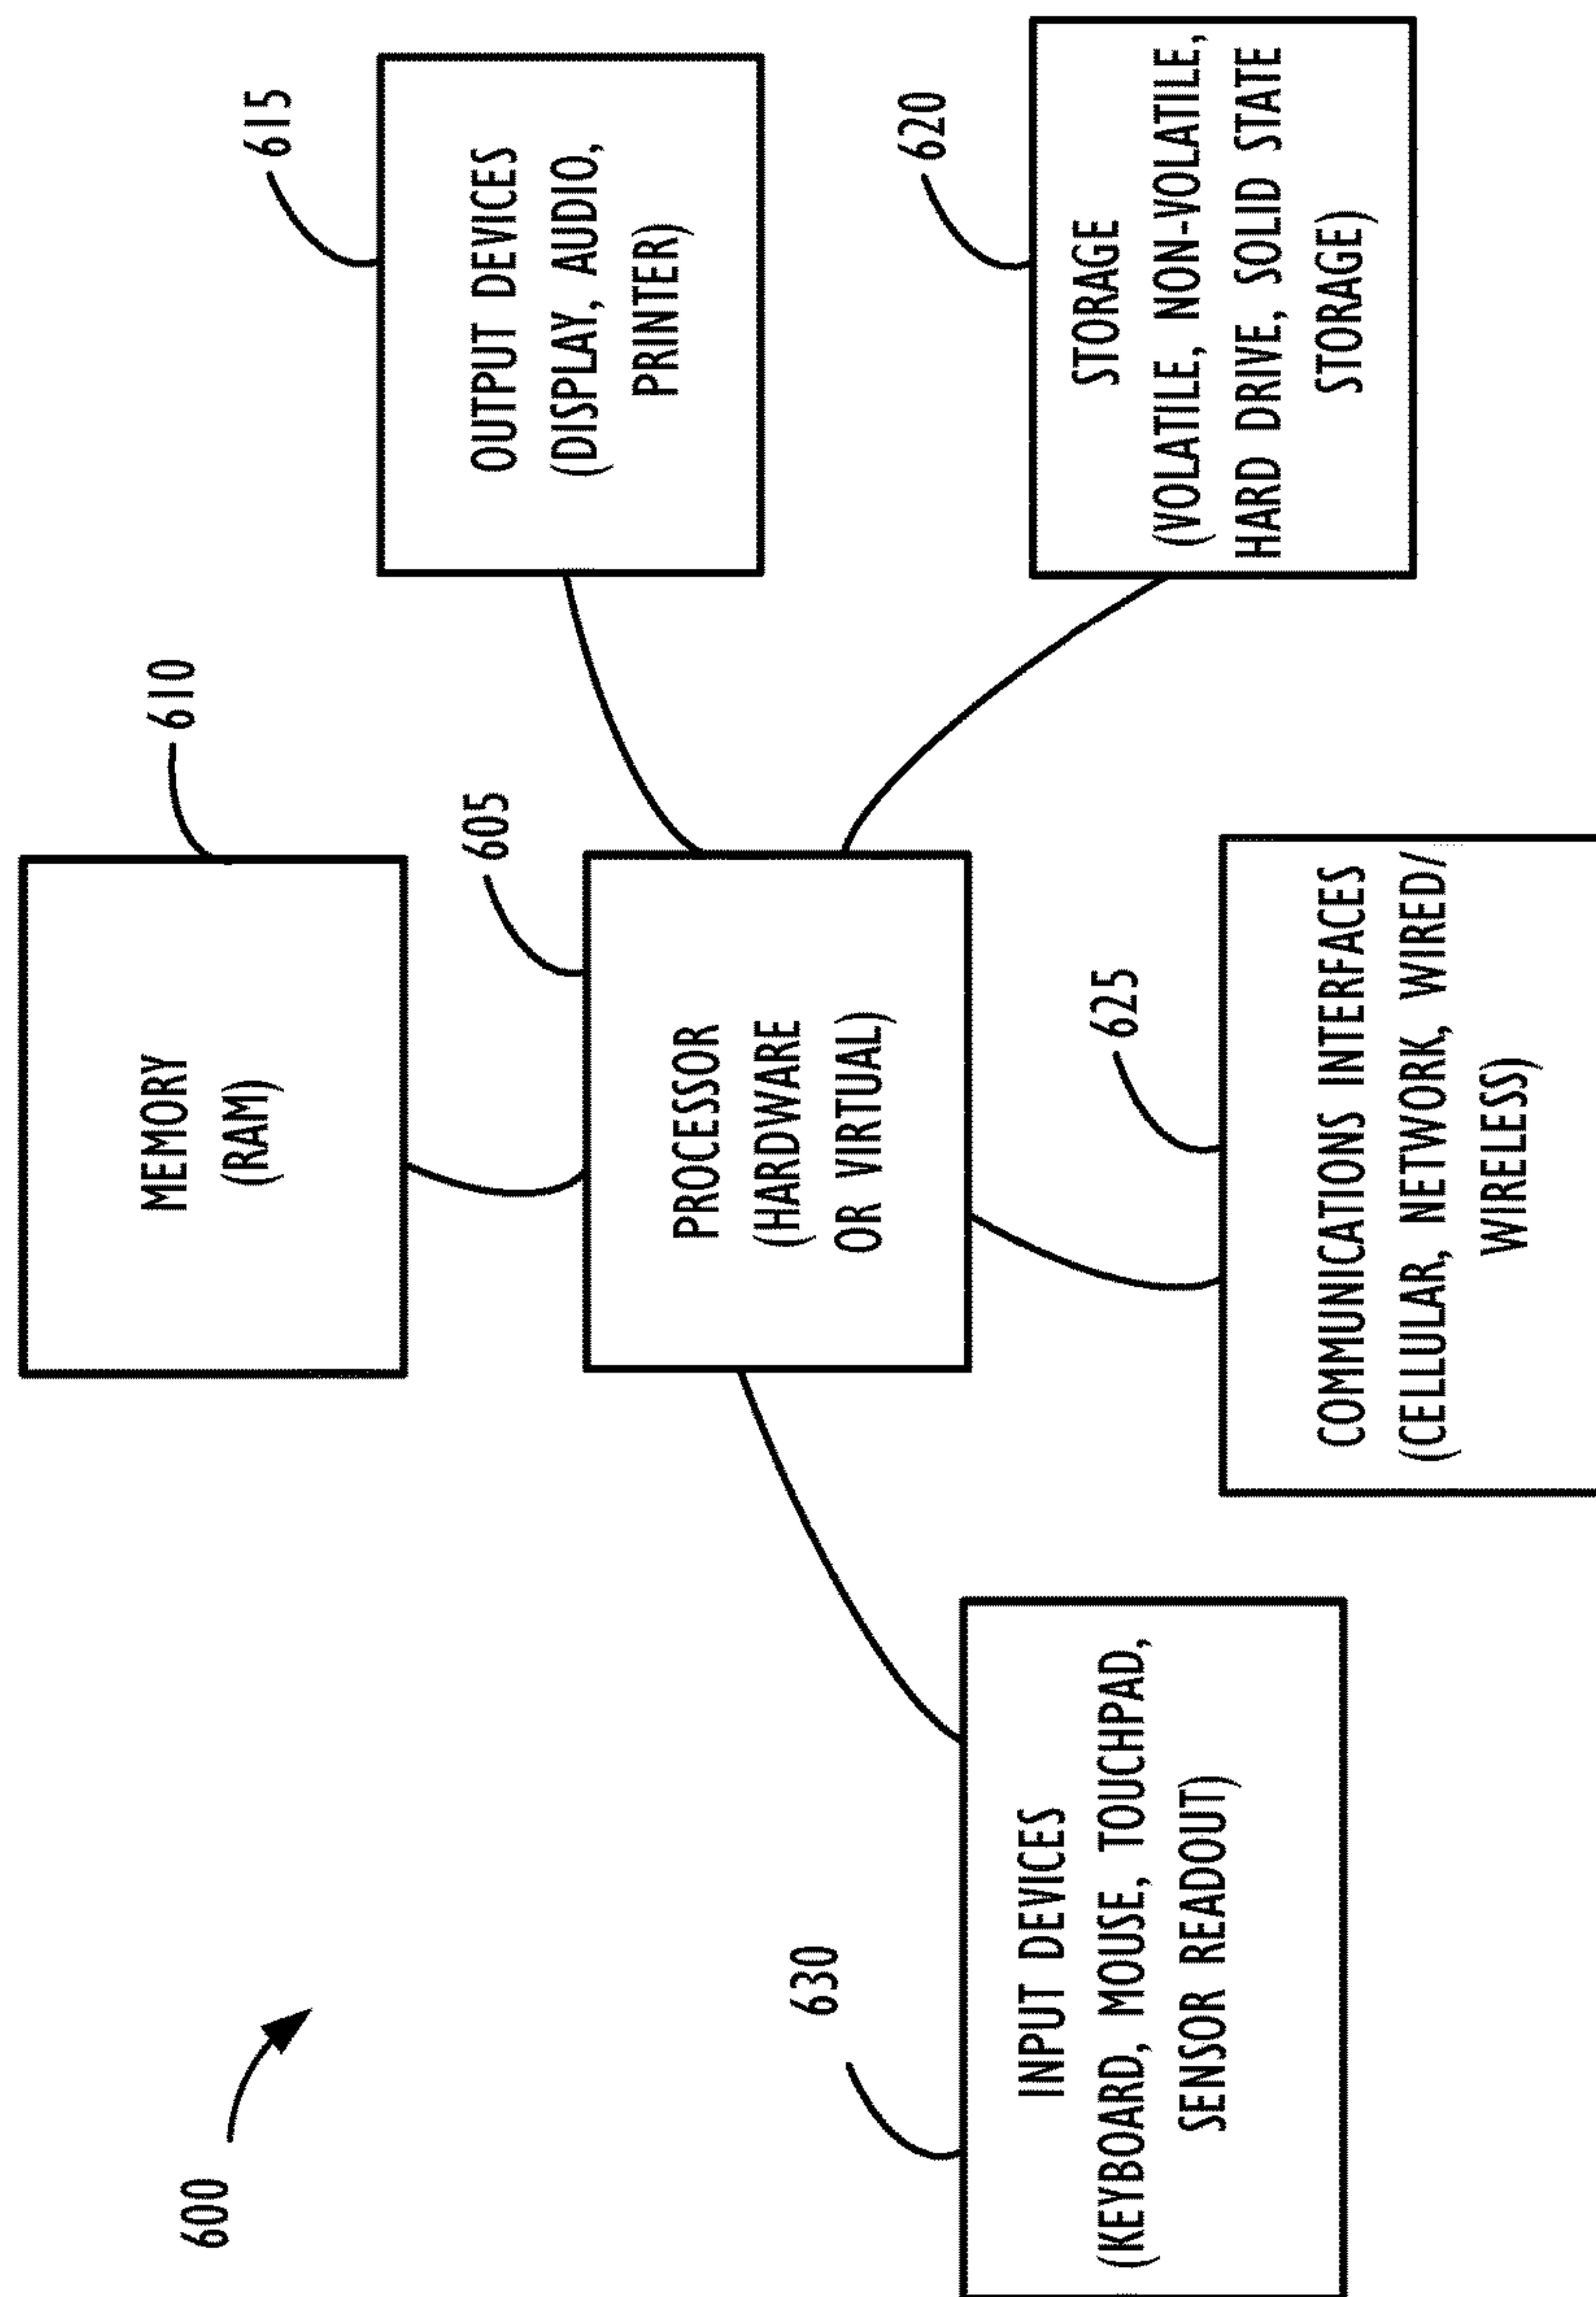 600
610
MEMORY
(RAM)
615
OUTPUT DEVICES
(DISPLAY, AUDIO,
PRINTER)
605
PROCESSOR
(HARDWARE
OR VIRTUAL)
630
INPUT DEVICES
(KEYBOARD, MOUSE, TOUCHPAD,
SENSOR READOUT)
625
COMMUNICATIONS INTERFACES
(CELLULAR, NETWORK, WIRED/
WIRELESS)
620
STORAGE
(VOLATILE, NON-VOLATILE,
HARD DRIVE, SOLID STATE
STORAGE)